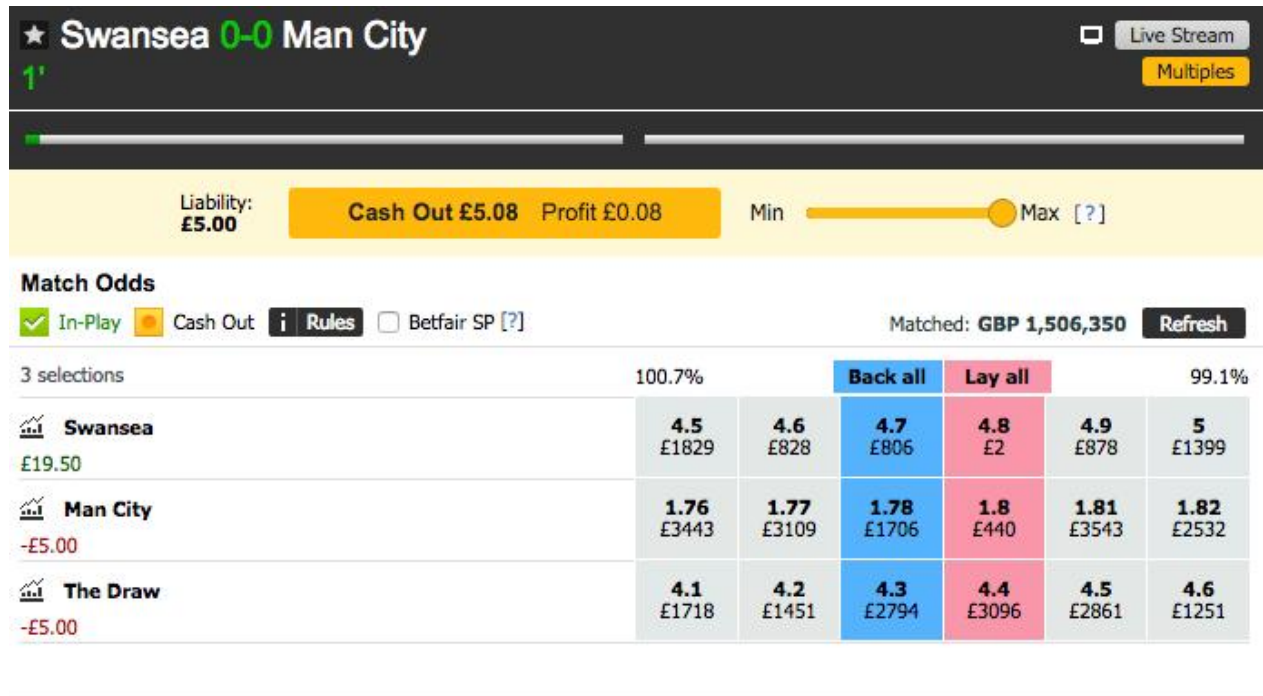 Swansea 0-0 Man City
Live Stream
1'
Multiples
Liability:
£5.00
Cash Out £5.08 Profit £0.08
Min
Max [?]
Match Odds
In-Play Cash Out i Rules Betfair SP [?]
Matched: GBP 1,506,350 Refresh
3 selections 100.7% Back all Lay all 99.1%
Swansea 4.5 4.6 4.7 4.8 4.9 5
£1829 £828 £806 £2 £878 £1399
£19.50
Man City 1.76 1.77 1.78 1.8 1.81 1.82
£3443 £3109 £1706 £440 £3543 £2532
-£5.00
The Draw 4.1 4.2 4.3 4.4 4.5 4.6
£1718 £1451 £2794 £3096 £2861 £1251
-£5.00